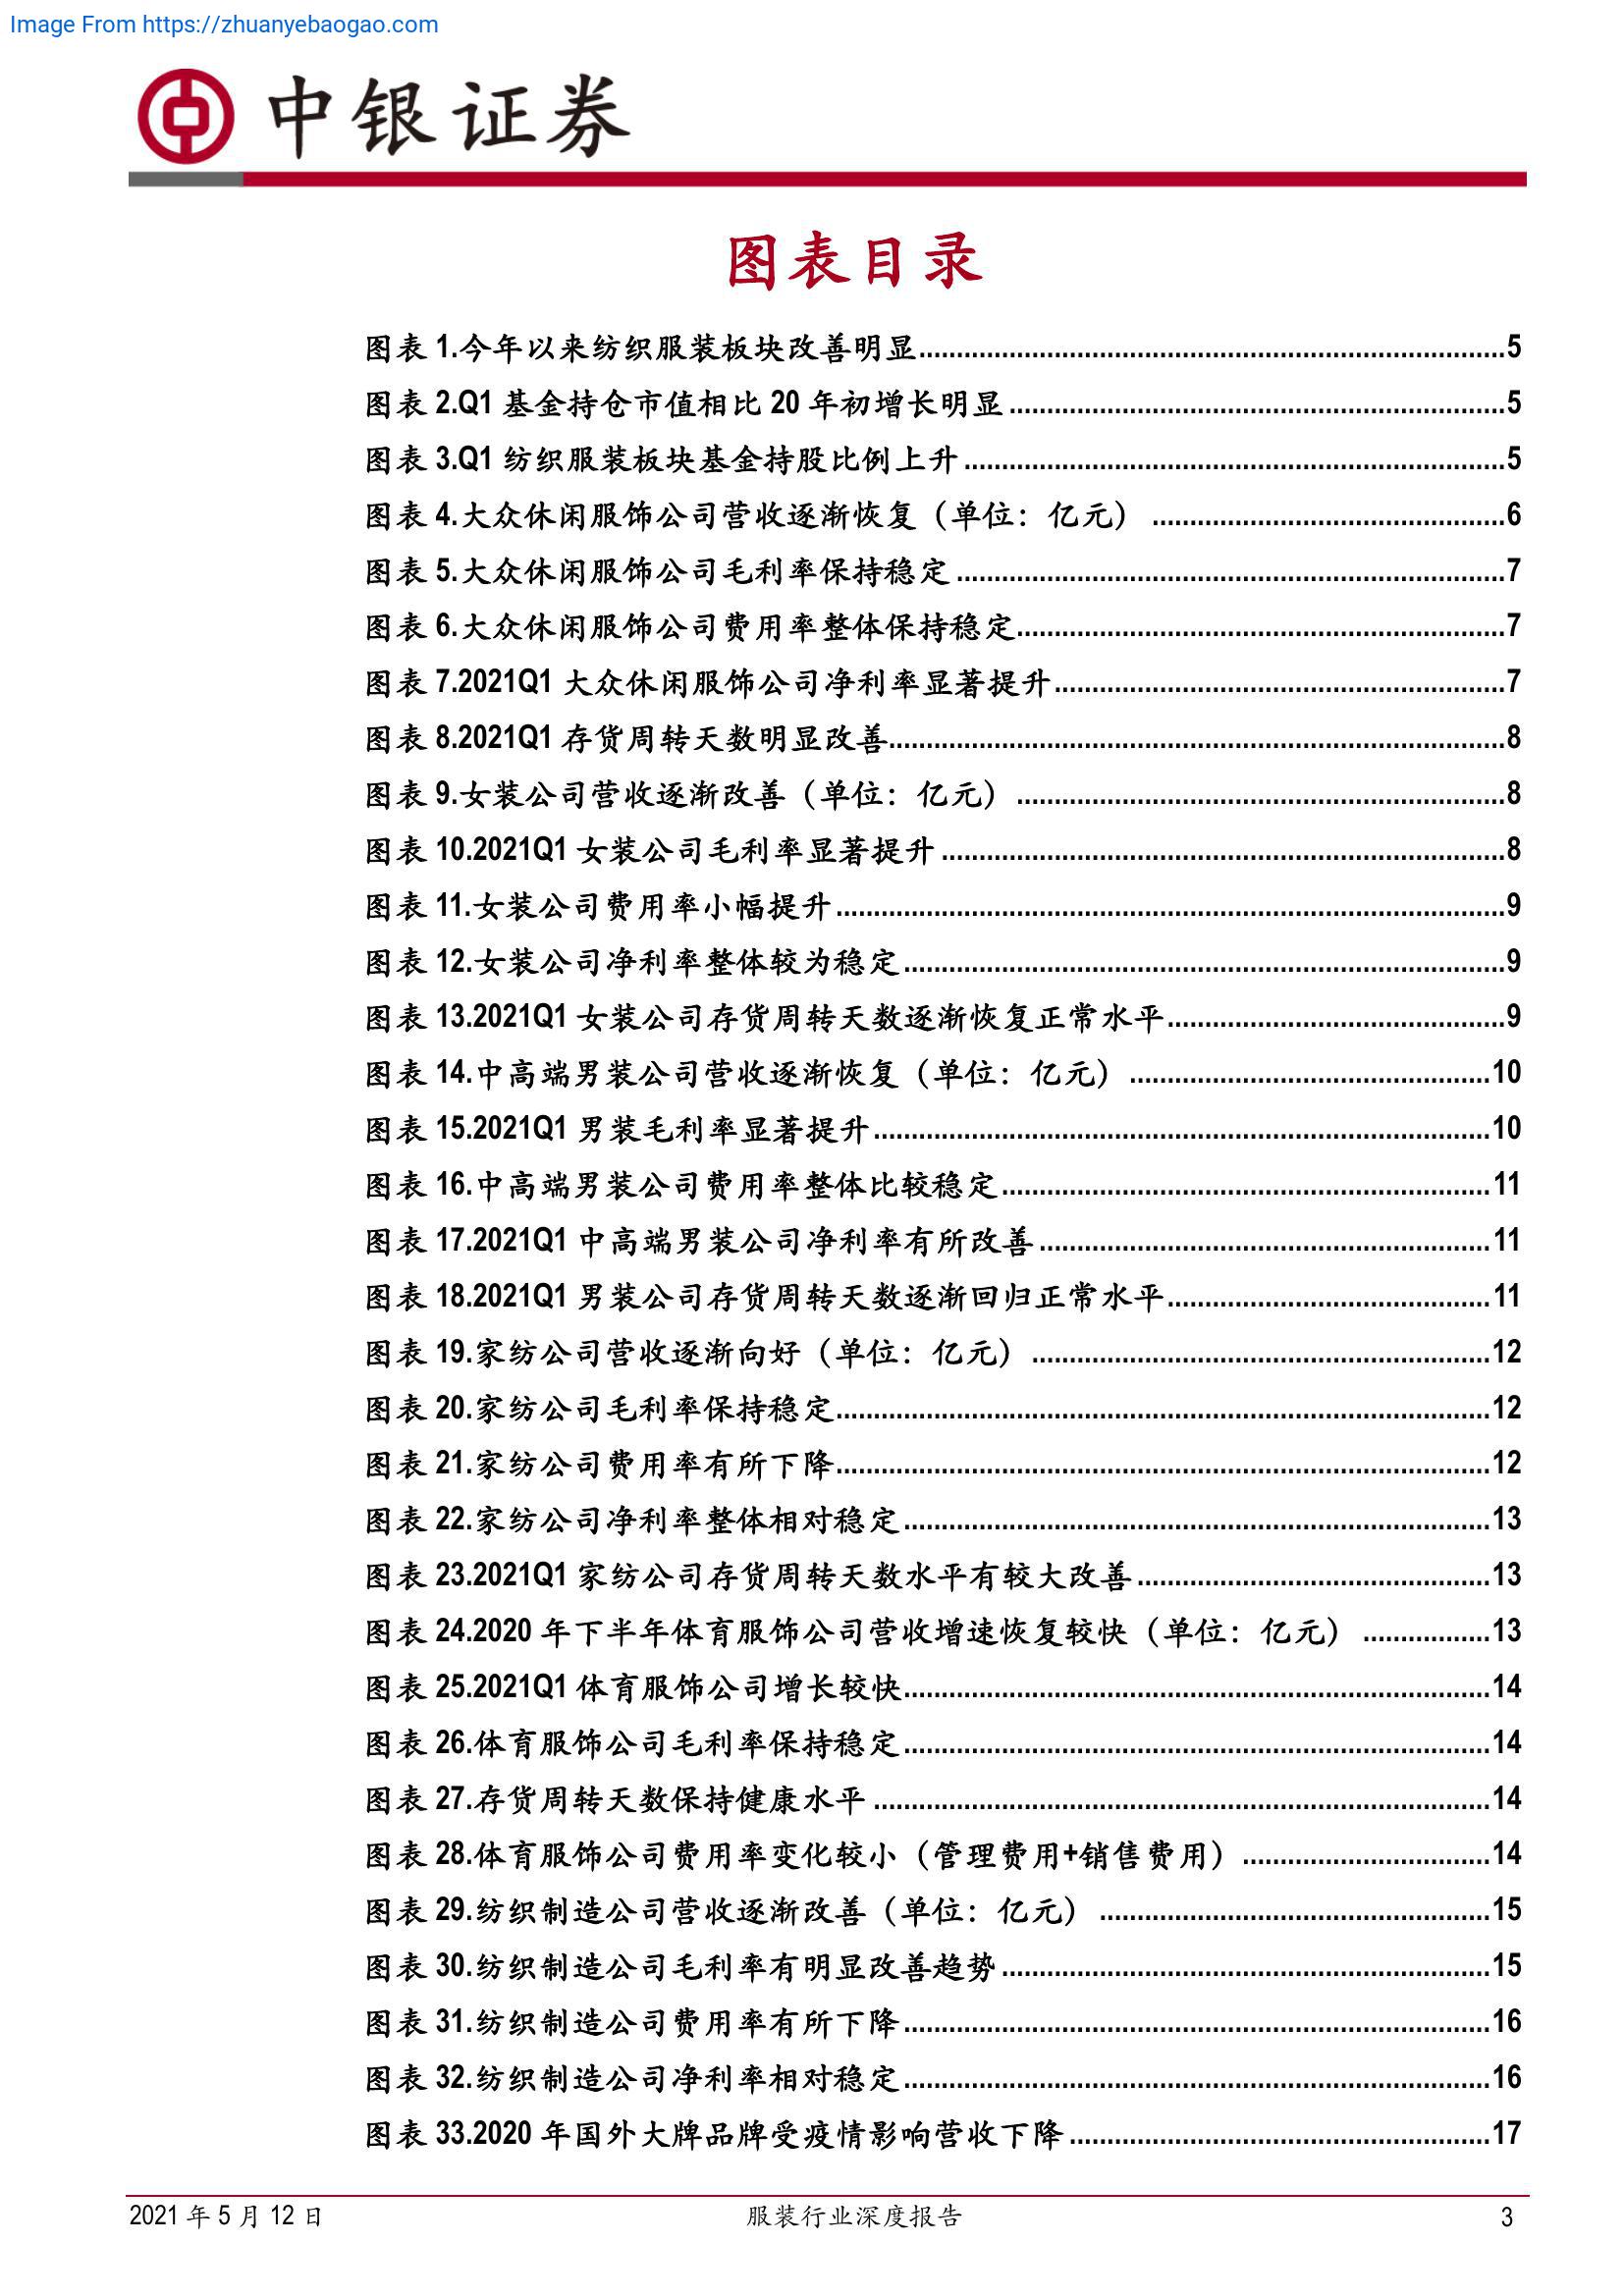 Image From https://zhuanyebaogao.com
中银证券
图表目录
图表 1.今年以来纺织服装板块改善明显..........5
图表 2.Q1 基金持仓市值相比 20 年初增长明显..........5
图表 3.Q1 纺织服装板块基金持股比例上升..........5
图表 4.大众休闲服饰公司营收逐渐恢复（单位：亿元）..........6
图表 5.大众休闲服饰公司毛利率保持稳定..........7
图表 6.大众休闲服饰公司费用率整体保持稳定..........7
图表 7.2021Q1 大众休闲服饰公司净利率显著提升..........7
图表 8.2021Q1 存货周转天数明显改善..........8
图表 9.女装公司营收逐渐改善（单位：亿元）..........8
图表 10.2021Q1 女装公司毛利率显著提升..........8
图表 11.女装公司费用率小幅提升..........9
图表 12.女装公司净利率整体较为稳定..........9
图表 13.2021Q1 女装公司存货周转天数逐渐恢复正常水平..........9
图表 14.中高端男装公司营收逐渐恢复（单位：亿元）..........10
图表 15.2021Q1 男装毛利率显著提升..........10
图表 16.中高端男装公司费用率整体比较稳定..........11
图表 17.2021Q1 中高端男装公司净利率有所改善..........11
图表 18.2021Q1 男装公司存货周转天数逐渐回归正常水平..........11
图表 19.家纺公司营收逐渐向好（单位：亿元）..........12
图表 20.家纺公司毛利率保持稳定..........12
图表 21.家纺公司费用率有所下降..........12
图表 22.家纺公司净利率整体相对稳定..........13
图表 23.2021Q1 家纺公司存货周转天数水平有较大改善..........13
图表 24.2020 年下半年体育服饰公司营收增速恢复较快（单位：亿元）..........13
图表 25.2021Q1 体育服饰公司增长较快..........14
图表 26.体育服饰公司毛利率保持稳定..........14
图表 27.存货周转天数保持健康水平..........14
图表 28.体育服饰公司费用率变化较小（管理费用+销售费用）..........14
图表 29.纺织制造公司营收逐渐改善（单位：亿元）..........15
图表 30.纺织制造公司毛利率有明显改善趋势..........15
图表 31.纺织制造公司费用率有所下降..........16
图表 32.纺织制造公司净利率相对稳定..........16
图表 33.2020 年国外大牌品牌受疫情影响营收下降..........17
2021 年 5 月 12 日 服装行业深度报告 3